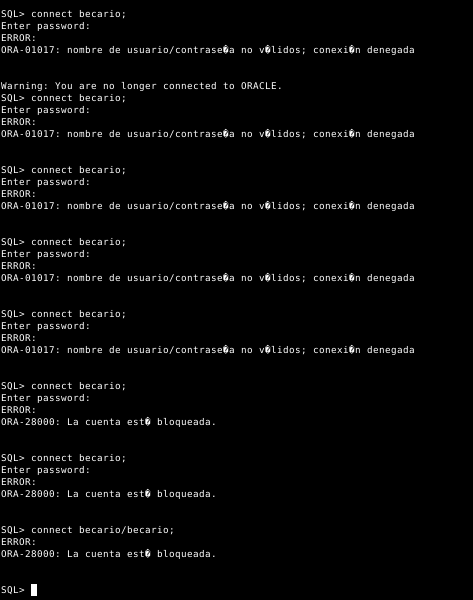 SQL> connect becario;
Enter password:
ERROR:
ORA-01017: nombre de usuario/contrase�a no v�lidos; conexi�n denegada
Warning: You are no longer connected to ORACLE.
SQL> connect becario;
Enter password:
ERROR:
ORA-01017: nombre de usuario/contrase�a no v�lidos; conexi�n denegada
SQL> connect becario;
Enter password:
ERROR:
ORA-01017: nombre de usuario/contrase�a no v�lidos; conexi�n denegada
SQL> connect becario;
Enter password:
ERROR:
ORA-01017: nombre de usuario/contrase�a no v�lidos; conexi�n denegada
SQL> connect becario;
Enter password:
ERROR:
ORA-01017: nombre de usuario/contrase�a no v�lidos; conexi�n denegada
SQL> connect becario;
Enter password:
ERROR:
ORA-28000: La cuenta est� bloqueada.
SQL> connect becario;
Enter password:
ERROR:
ORA-28000: La cuenta est� bloqueada.
SQL> connect becario/becario;
ERROR:
ORA-28000: La cuenta est� bloqueada.
SQL>